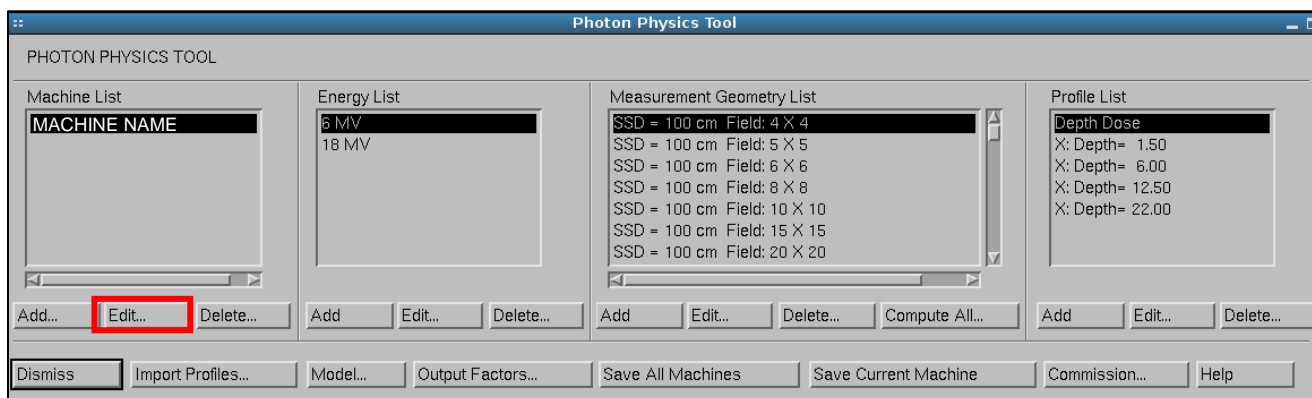 Photon Physics Tool
PHOTON PHYSICS TOOL
Machine List
MACHINE NAME
Add... Edit... Delete...
Energy List
6 MV
18 MV
Add Edit... Delete...
Measurement Geometry List
SSD = 100 cm Field: 4 X 4
SSD = 100 cm Field: 5 X 5
SSD = 100 cm Field: 6 X 6
SSD = 100 cm Field: 8 X 8
SSD = 100 cm Field: 10 X 10
SSD = 100 cm Field: 15 X 15
SSD = 100 cm Field: 20 X 20
Add Edit... Delete... Compute All...
Profile List
Depth Dose
X: Depth= 1.50
X: Depth= 6.00
X: Depth= 12.50
X: Depth= 22.00
Add Edit... Delete...
Dismiss Import Profiles... Model... Output Factors... Save All Machines Save Current Machine Commission... Help